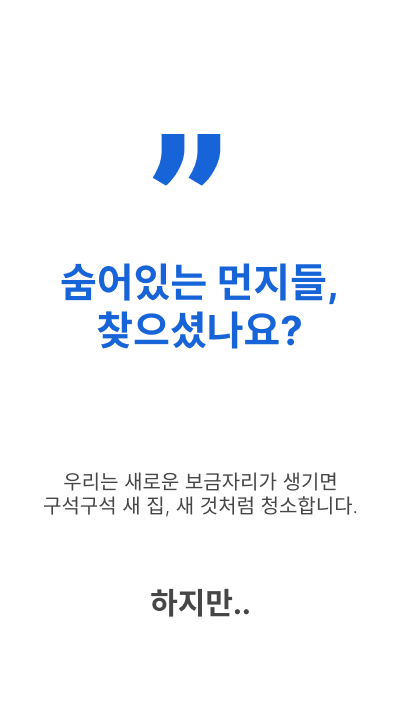 ”
숨어있는 먼지들,
찾으셨나요?
우리는 새로운 보금자리가 생기면
구석구석 새 집, 새 것처럼 청소합니다.
하지만..